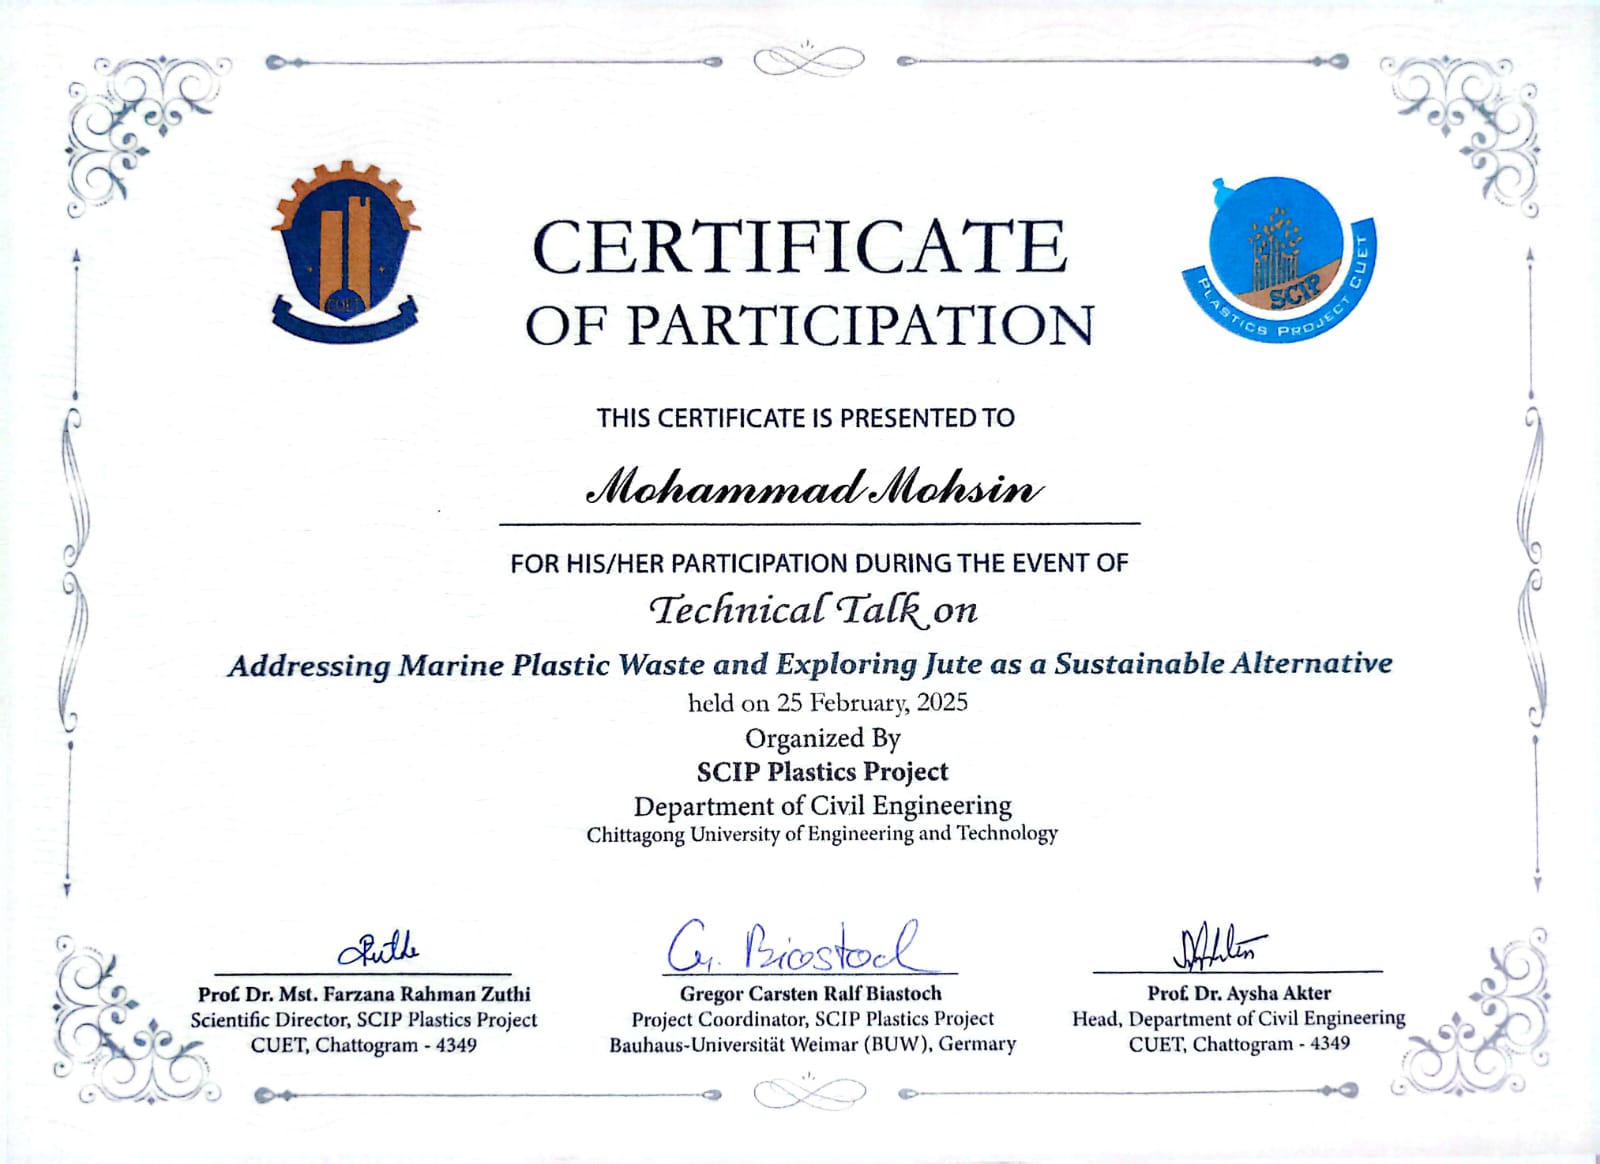 CUET
SCIP
PLASTICS PROJECT CUET
CERTIFICATE
OF PARTICIPATION
THIS CERTIFICATE IS PRESENTED TO
Mohammad Mohsin
FOR HIS/HER PARTICIPATION DURING THE EVENT OF
Technical Talk on
Addressing Marine Plastic Waste and Exploring Jute as a Sustainable Alternative
held on 25 February, 2025
Organized By
SCIP Plastics Project
Department of Civil Engineering
Chittagong University of Engineering and Technology
G. Biastoch
Prof. Dr. Mst. Farzana Rahman Zuthi
Scientific Director, SCIP Plastics Project
CUET, Chattogram - 4349
Gregor Carsten Ralf Biastoch
Project Coordinator, SCIP Plastics Project
Bauhaus-Universität Weimar (BUW), Germany
Prof. Dr. Aysha Akter
Head, Department of Civil Engineering
CUET, Chattogram - 4349